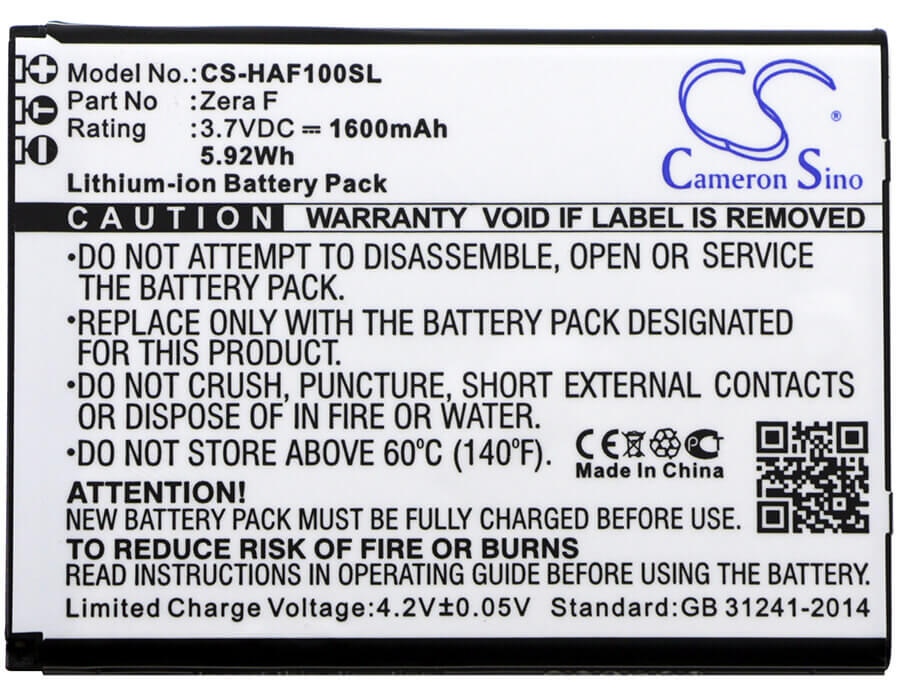 Model No.: CS-HAF100SL
Part No : Zera F
Rating : 3.7VDC ⎓ 1600mAh
5.92Wh
Lithium-ion Battery Pack
CS
®
Cameron Sino
CAUTION WARRANTY VOID IF LABEL IS REMOVED
•DO NOT ATTEMPT TO DISASSEMBLE, OPEN OR SERVICE
THE BATTERY PACK.
•REPLACE ONLY WITH THE BATTERY PACK DESIGNATED
FOR THIS APPLICATION.
•DO NOT CRUSH, PUNCTURE, SHORT EXTERNAL CONTACTS
OR DISPOSE OF IN FIRE OR WATER.
•DO NOT STORE ABOVE 60°C (140°F).
CE
Made In China
ATTENTION!
NEW BATTERY PACK MUST BE FULLY CHARGED BEFORE USE.
TO REDUCE RISK OF FIRE OR BURNS
READ INSTRUCTIONS IN OPERATING GUIDE BEFORE USING THE BATTERY.
Limited Charge Voltage:4.2V±0.05V Standard:GB 31241-2014